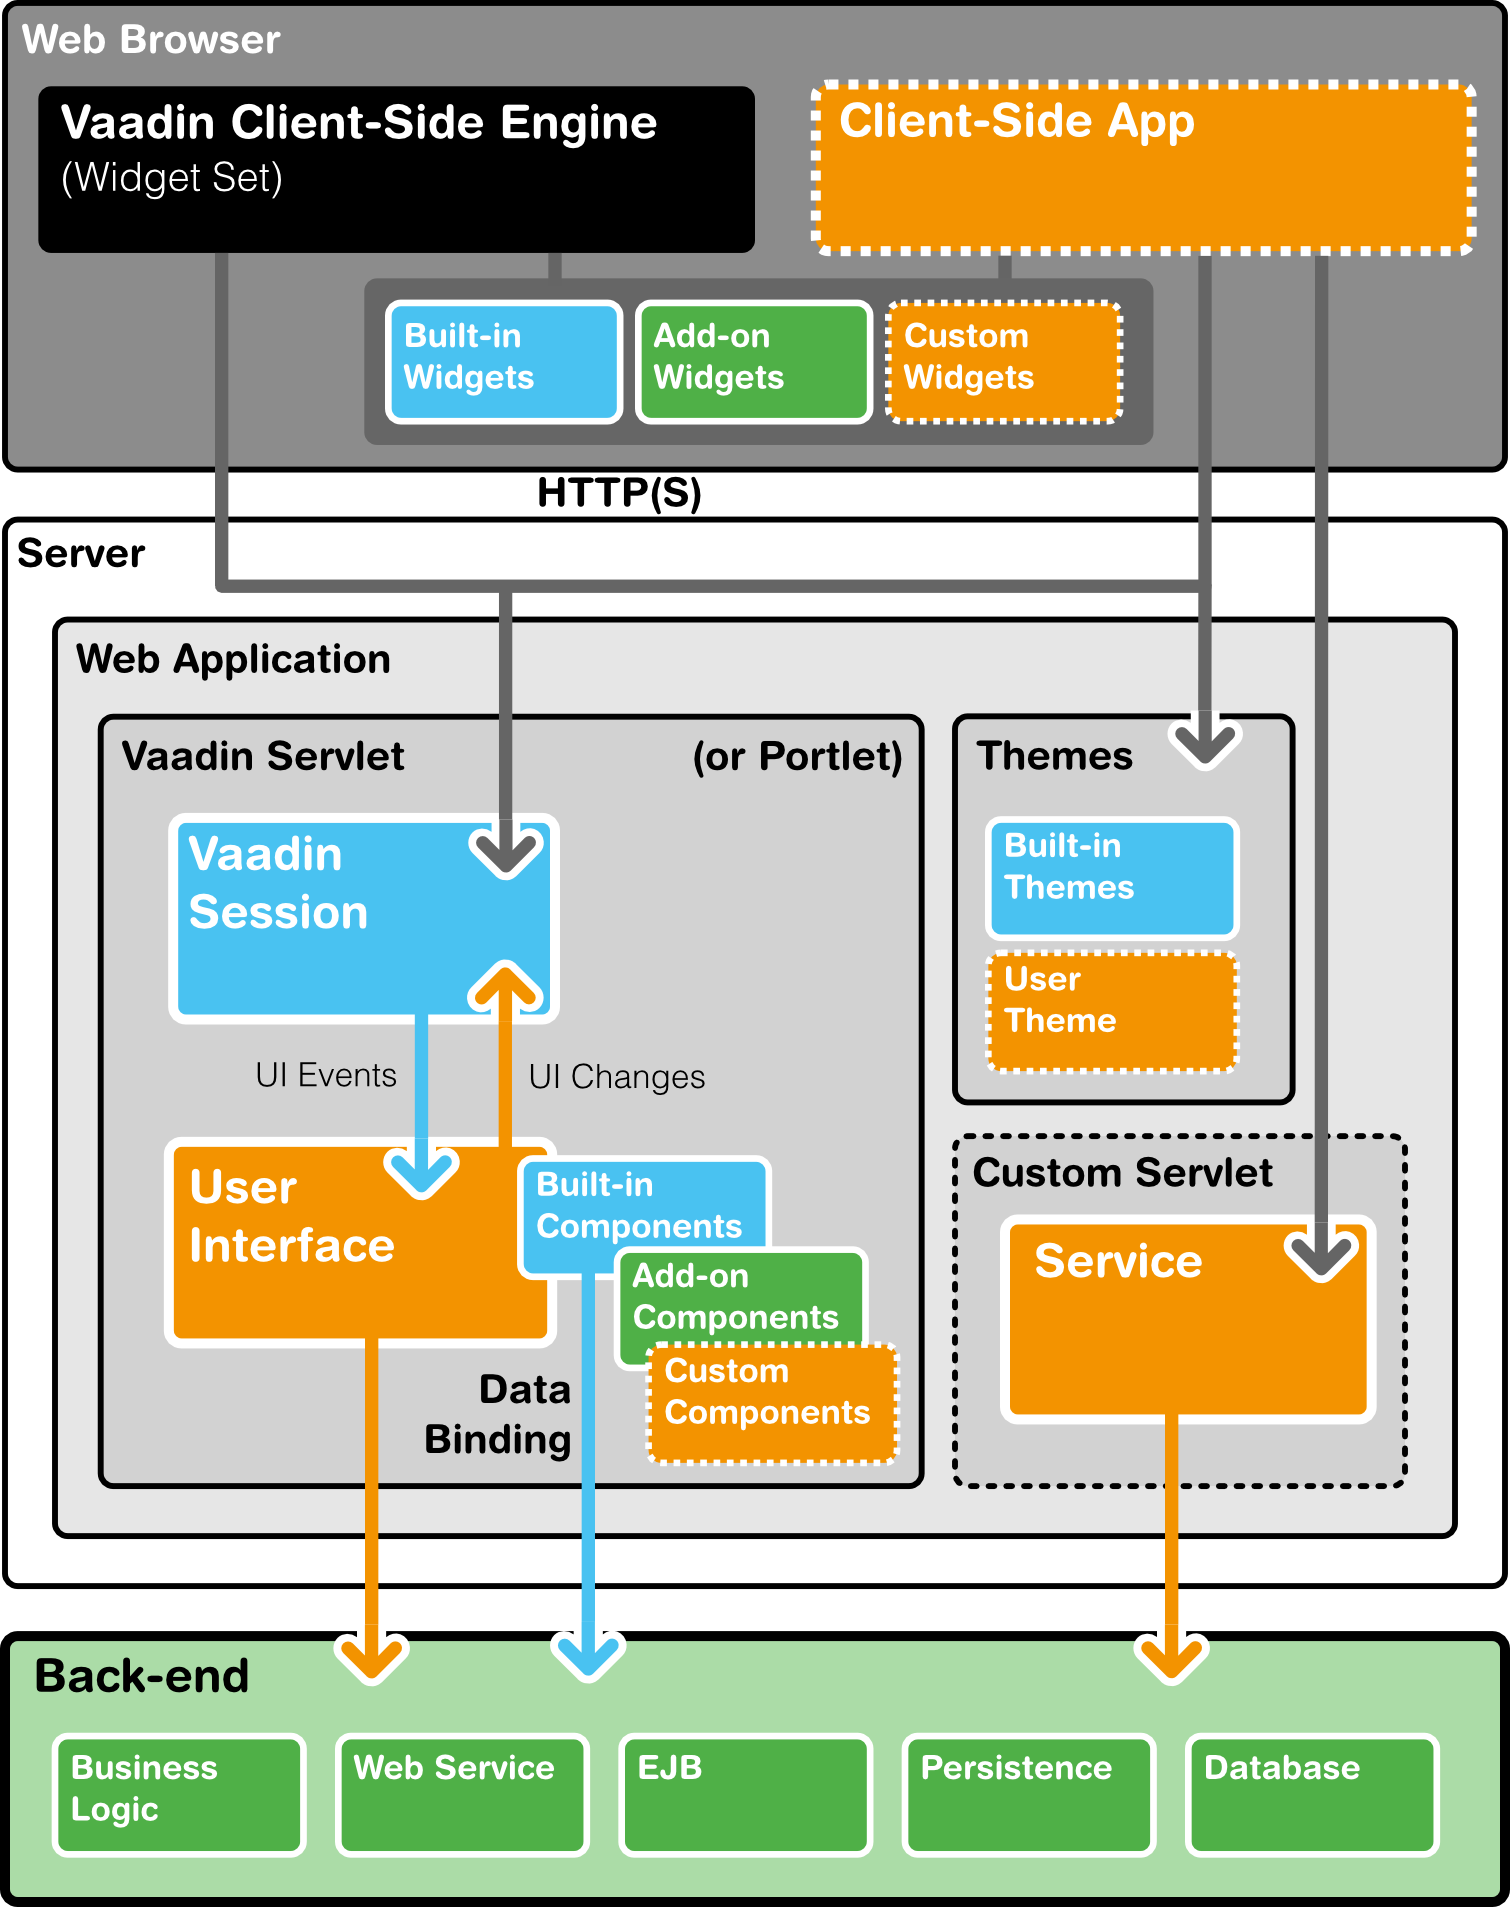 Web Browser
Vaadin Client-Side Engine
(Widget Set)
Client-Side App
Built-in
Widgets
Add-on
Widgets
Custom
Widgets
HTTP(S)
Server
Web Application
Vaadin Servlet
(or Portlet)
Themes
Vaadin
Session
Built-in
Themes
User
Theme
UI Events
UI Changes
User
Interface
Built-in
Components
Add-on
Components
Custom
Components
Data
Binding
Custom Servlet
Service
Back-end
Business
Logic
Web Service
EJB
Persistence
Database